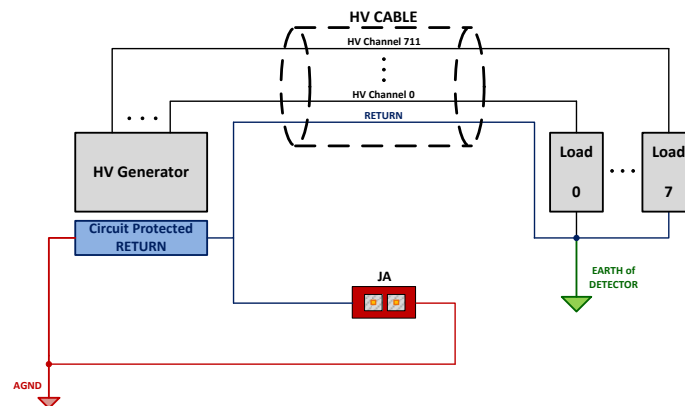 HV CABLE
HV Channel 711
HV Channel 0
RETURN
HV Generator
Load
0
Load
7
Circuit Protected
RETURN
JA
EARTH of
DETECTOR
AGND